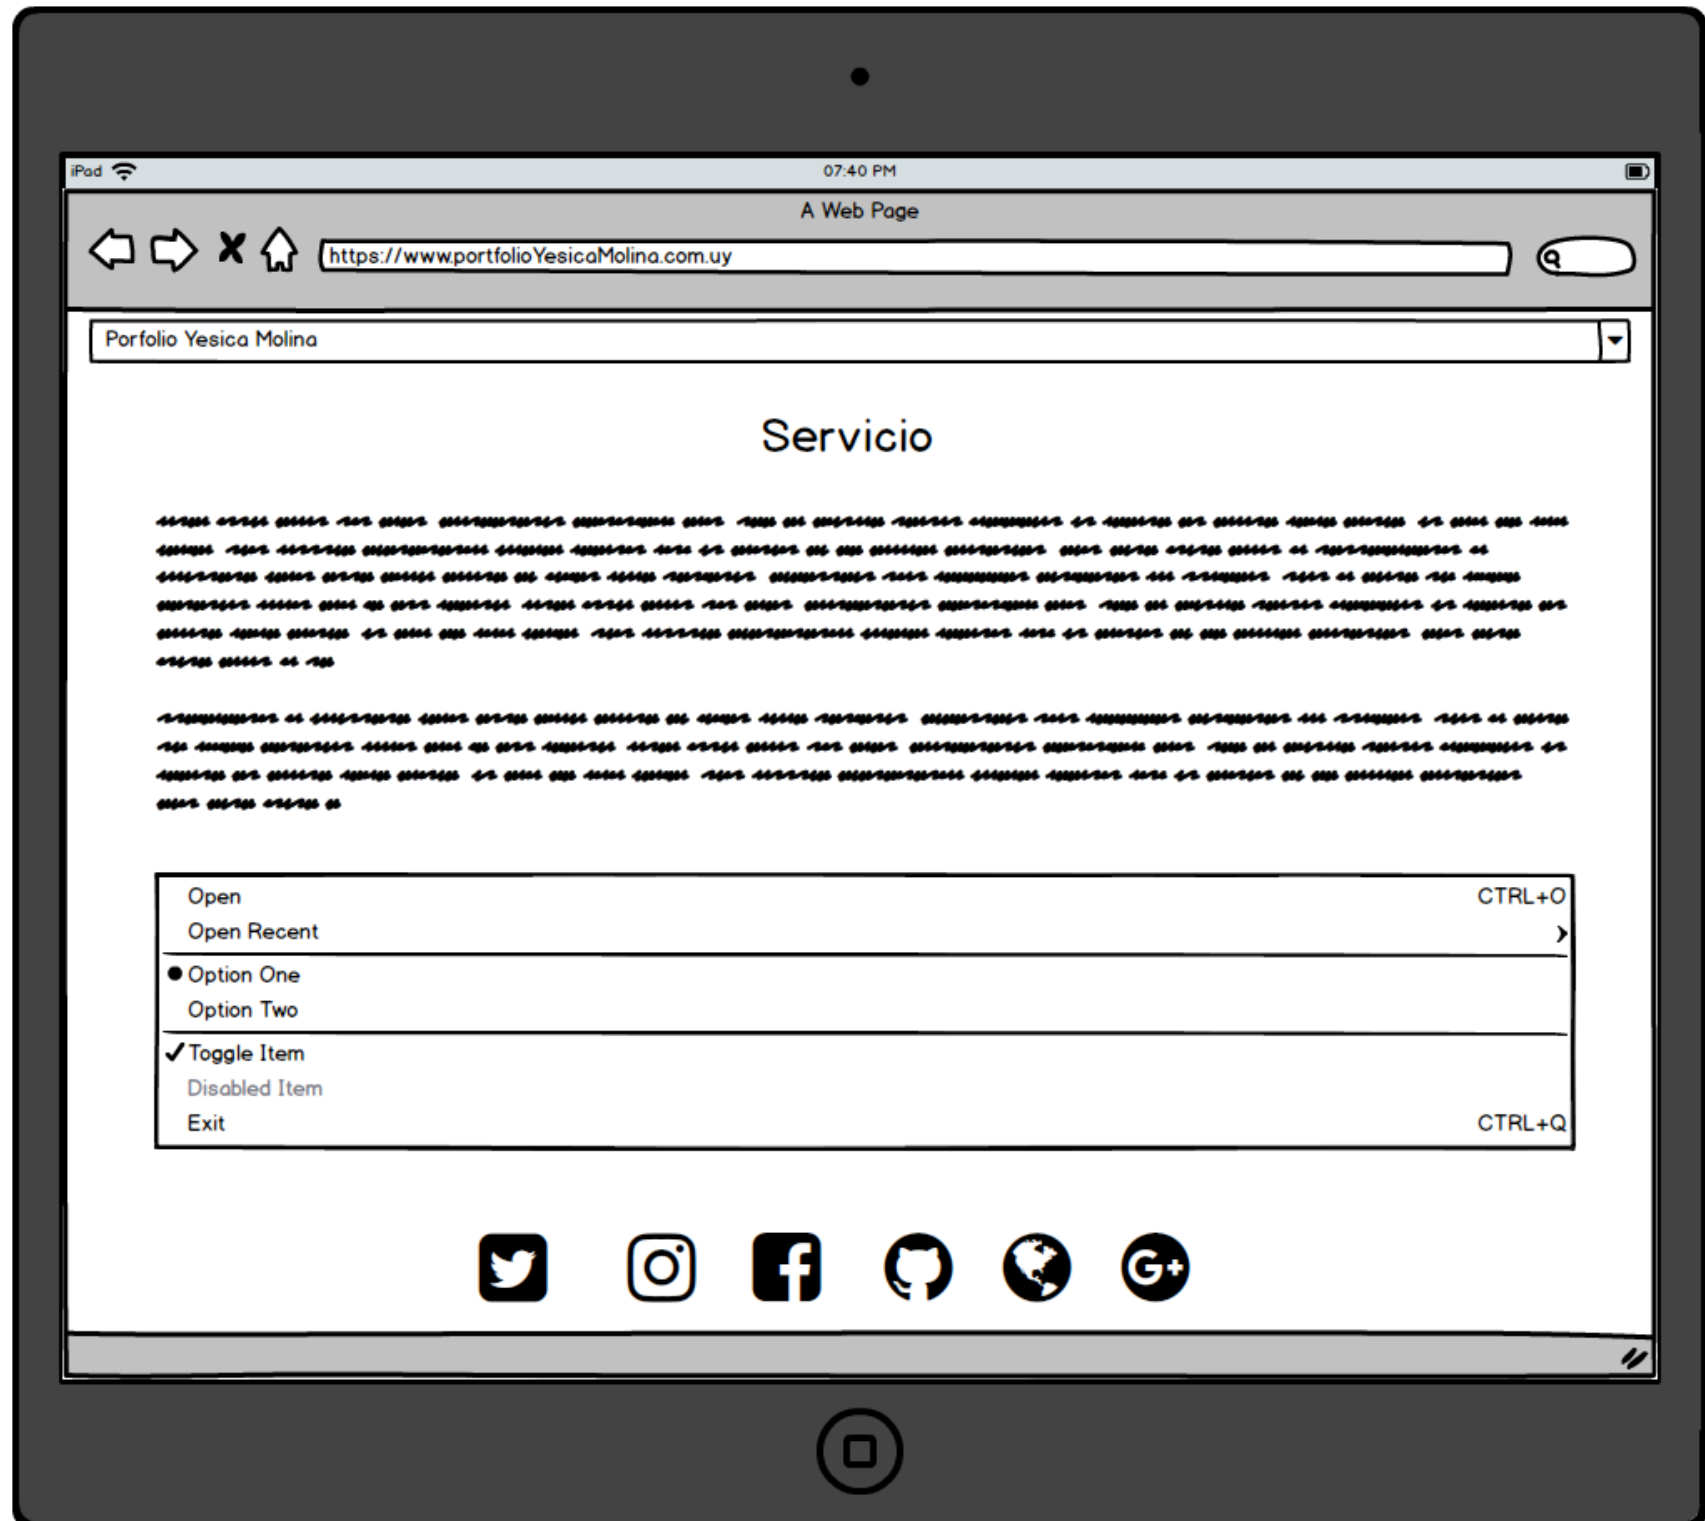 iPad
07:40 PM
A Web Page
https://www.portfolioYesicaMolina.com.uy
Porfolio Yesica Molina
Servicio
Open CTRL+O
Open Recent
Option One
Option Two
Toggle Item
Disabled Item
Exit CTRL+Q
G+